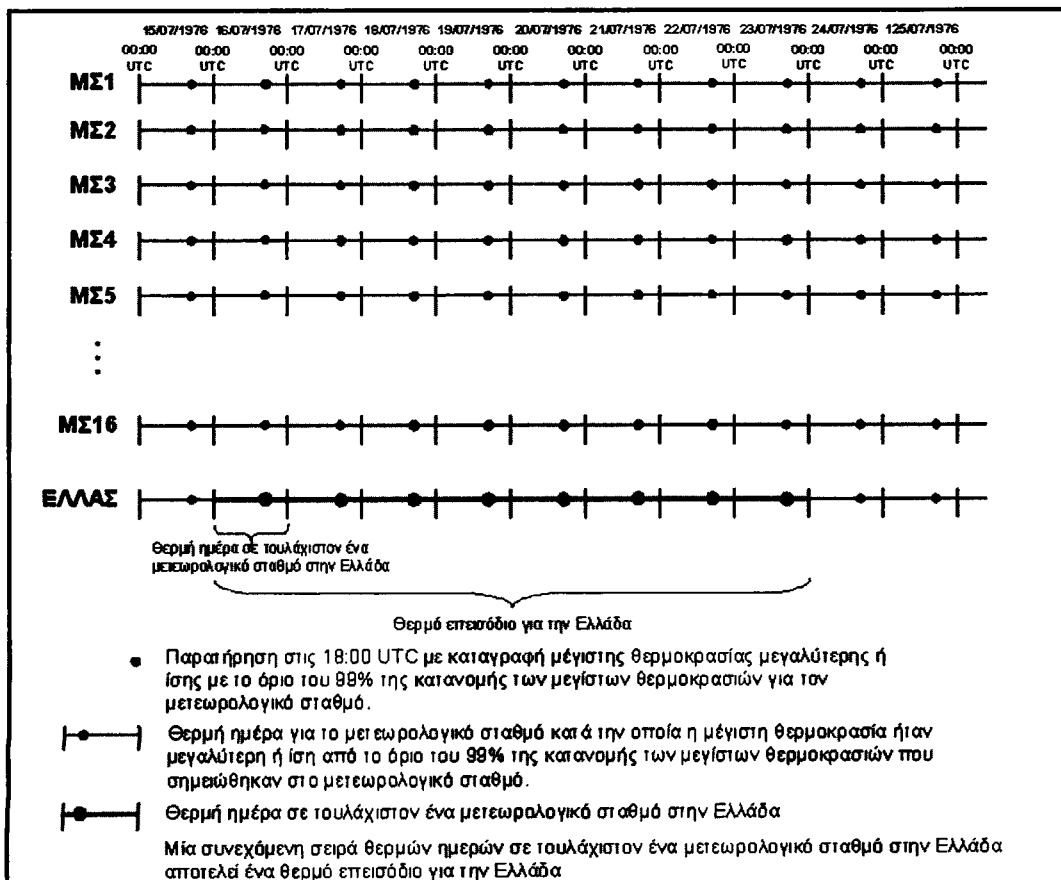 15/07/1976 16/07/1976 17/07/1976 18/07/1976 19/07/1976 20/07/1976 21/07/1976 22/07/1976 23/07/1976 24/07/1976 125/07/1976
00:00 00:00 00:00 00:00 00:00 00:00 00:00 00:00 00:00 00:00 00:00 00:00
UTC UTC UTC UTC UTC UTC UTC UTC UTC UTC UTC UTC
ΜΣ1
ΜΣ2
ΜΣ3
ΜΣ4
ΜΣ5
ΜΣ16
ΕΛΛΑΣ
Θερμή ημέρα σε τουλάχιστον ένα
μετεωρολογικό σταθμό στην Ελλάδα
Θερμό επεισόδιο για την Ελλάδα
Παρατήρηση στις 18:00 UTC με καταγραφή μέγιστης θερμοκρασίας μεγαλύτερης ή
ίσης με το όριο του 99% της κατανομής των μεγίστων θερμοκρασιών για τον
μετεωρολογικό σταθμό.
Θερμή ημέρα για το μετεωρολογικό σταθμό κατά την οποία η μέγιστη θερμοκρασία ήταν
μεγαλύτερη ή ίση από το όριο του 99% της κατανομής των μεγίστων θερμοκρασιών που
σημειώθηκαν στο μετεωρολογικό σταθμό.
Θερμή ημέρα σε τουλάχιστον ένα μετεωρολογικό σταθμό στην Ελλάδα
Μία συνεχόμενη σειρά θερμών ημερών σε τουλάχιστον ένα μετεωρολογικό σταθμό στην Ελλάδα
αποτελεί ένα θερμό επεισόδιο για την Ελλάδα